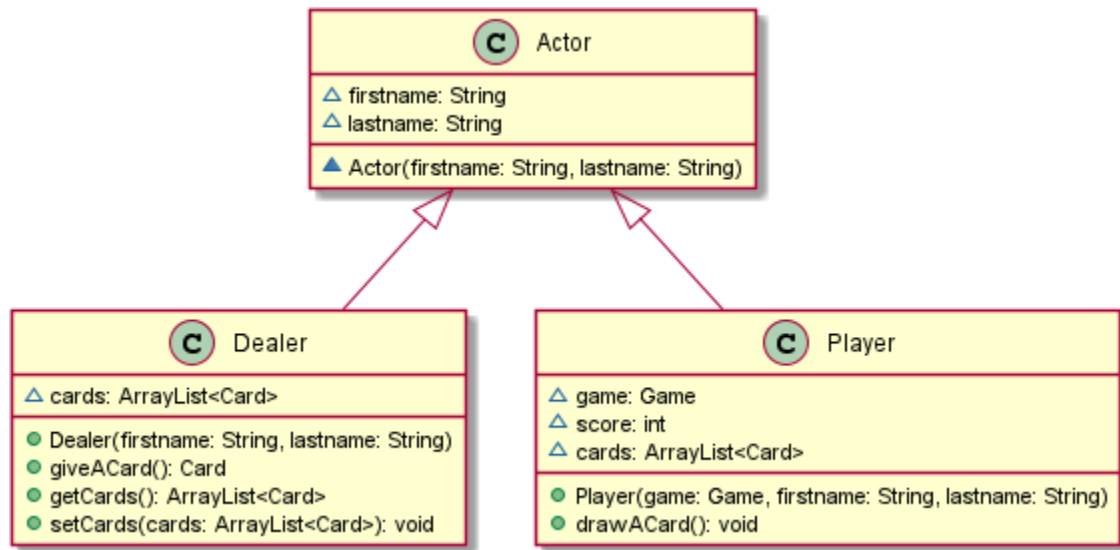 C Actor
firstname: String
lastname: String
Actor(firstname: String, lastname: String)
C Dealer
cards: ArrayList<Card>
Dealer(firstname: String, lastname: String)
giveACard(): Card
getCards(): ArrayList<Card>
setCards(cards: ArrayList<Card>): void
C Player
game: Game
score: int
cards: ArrayList<Card>
Player(game: Game, firstname: String, lastname: String)
drawACard(): void